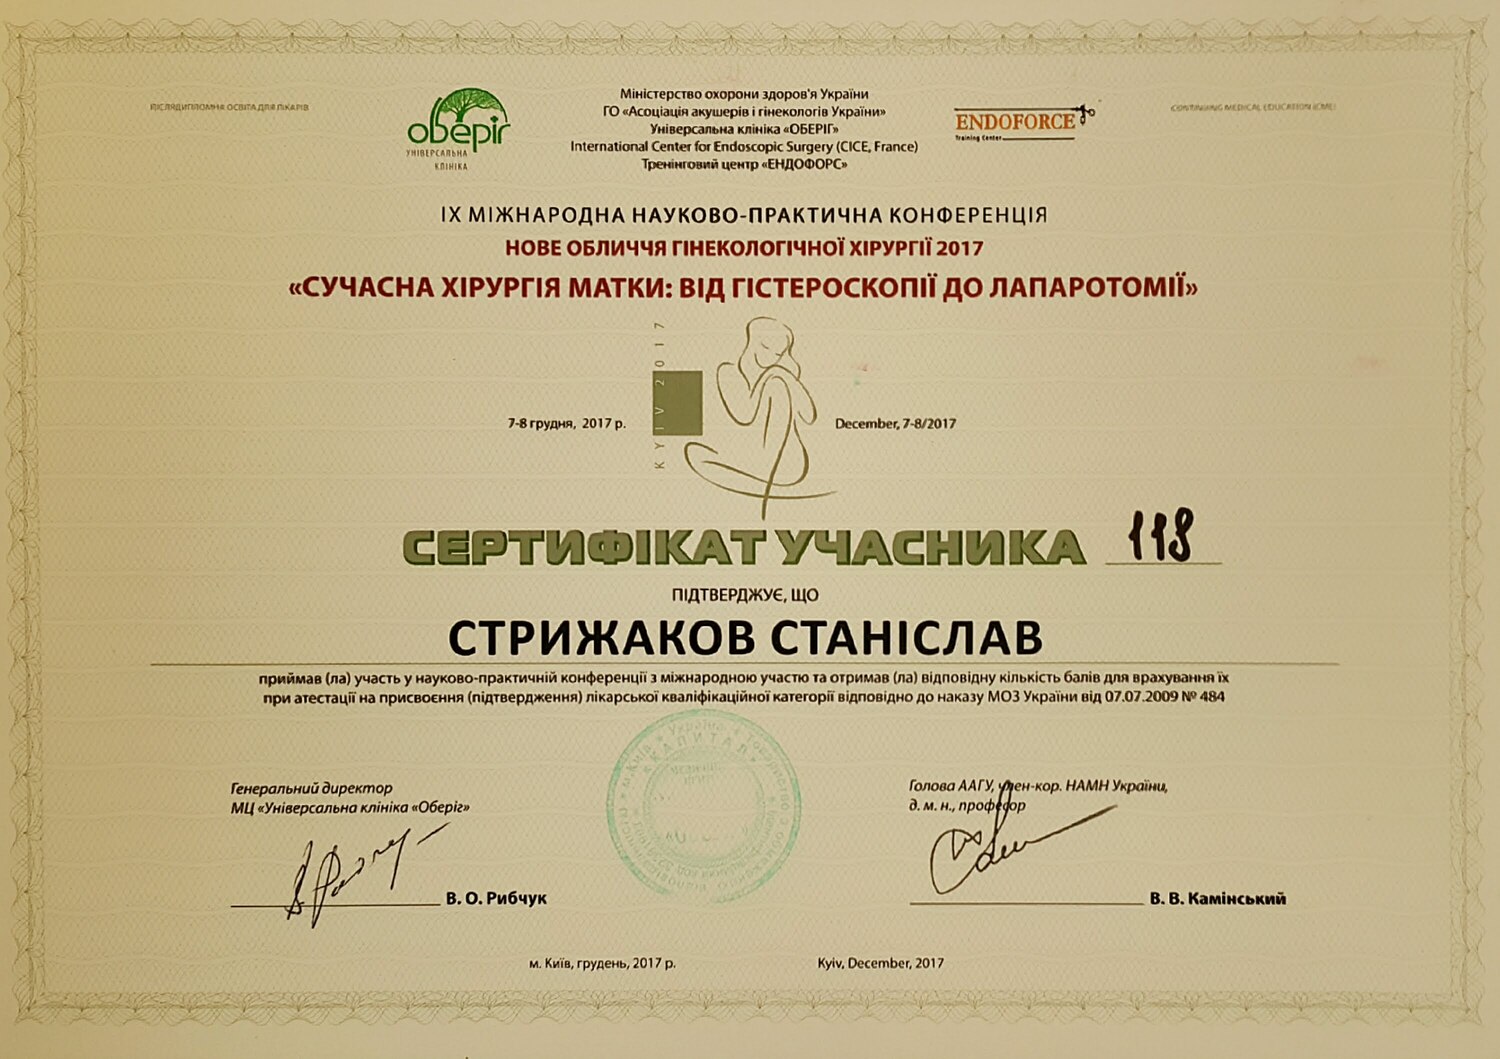 ПІСЛЯДИПЛОМНА ОСВІТА ДЛЯ ЛІКАРІВ
оберіг
УНІВЕРСАЛЬНА
КЛІНІКА
Міністерство охорони здоров'я України
ГО «Асоціація акушерів і гінекологів України»
Універсальна клініка «ОБЕРІГ»
International Center for Endoscopic Surgery (CICE, France)
Тренінговий центр «ЕНДОФОРС»
ENDOFORCE
Training Center
CONTINUING MEDICAL EDUCATION (CME)
IX МІЖНАРОДНА НАУКОВО-ПРАКТИЧНА КОНФЕРЕНЦІЯ
НОВЕ ОБЛИЧЧЯ ГІНЕКОЛОГІЧНОЇ ХІРУРГІЇ 2017
«СУЧАСНА ХІРУРГІЯ МАТКИ: ВІД ГІСТЕРОСКОПІЇ ДО ЛАПАРОТОМІЇ»
7-8 грудня, 2017 р.
KYIV 2017
December, 7-8/2017
СЕРТИФІКАТ УЧАСНИКА 118
ПІДТВЕРДЖУЄ, ЩО
СТРИЖАКОВ СТАНІСЛАВ
приймав (ла) участь у науково-практичній конференції з міжнародною участю та отримав (ла) відповідну кількість балів для врахування їх
при атестації на присвоєння (підтвердження) лікарської кваліфікаційної категорії відповідно до наказу МОЗ України від 07.07.2009 № 484
Генеральний директор
МЦ «Універсальна клініка «Оберіг»
В. О. Рибчук
м. Київ * Україна
«КАПІТАЛ»
Голова ААГУ, член-кор. НАМН України,
д. м. н., професор
В. В. Камінський
м. Київ, грудень, 2017 р.
Kyiv, December, 2017